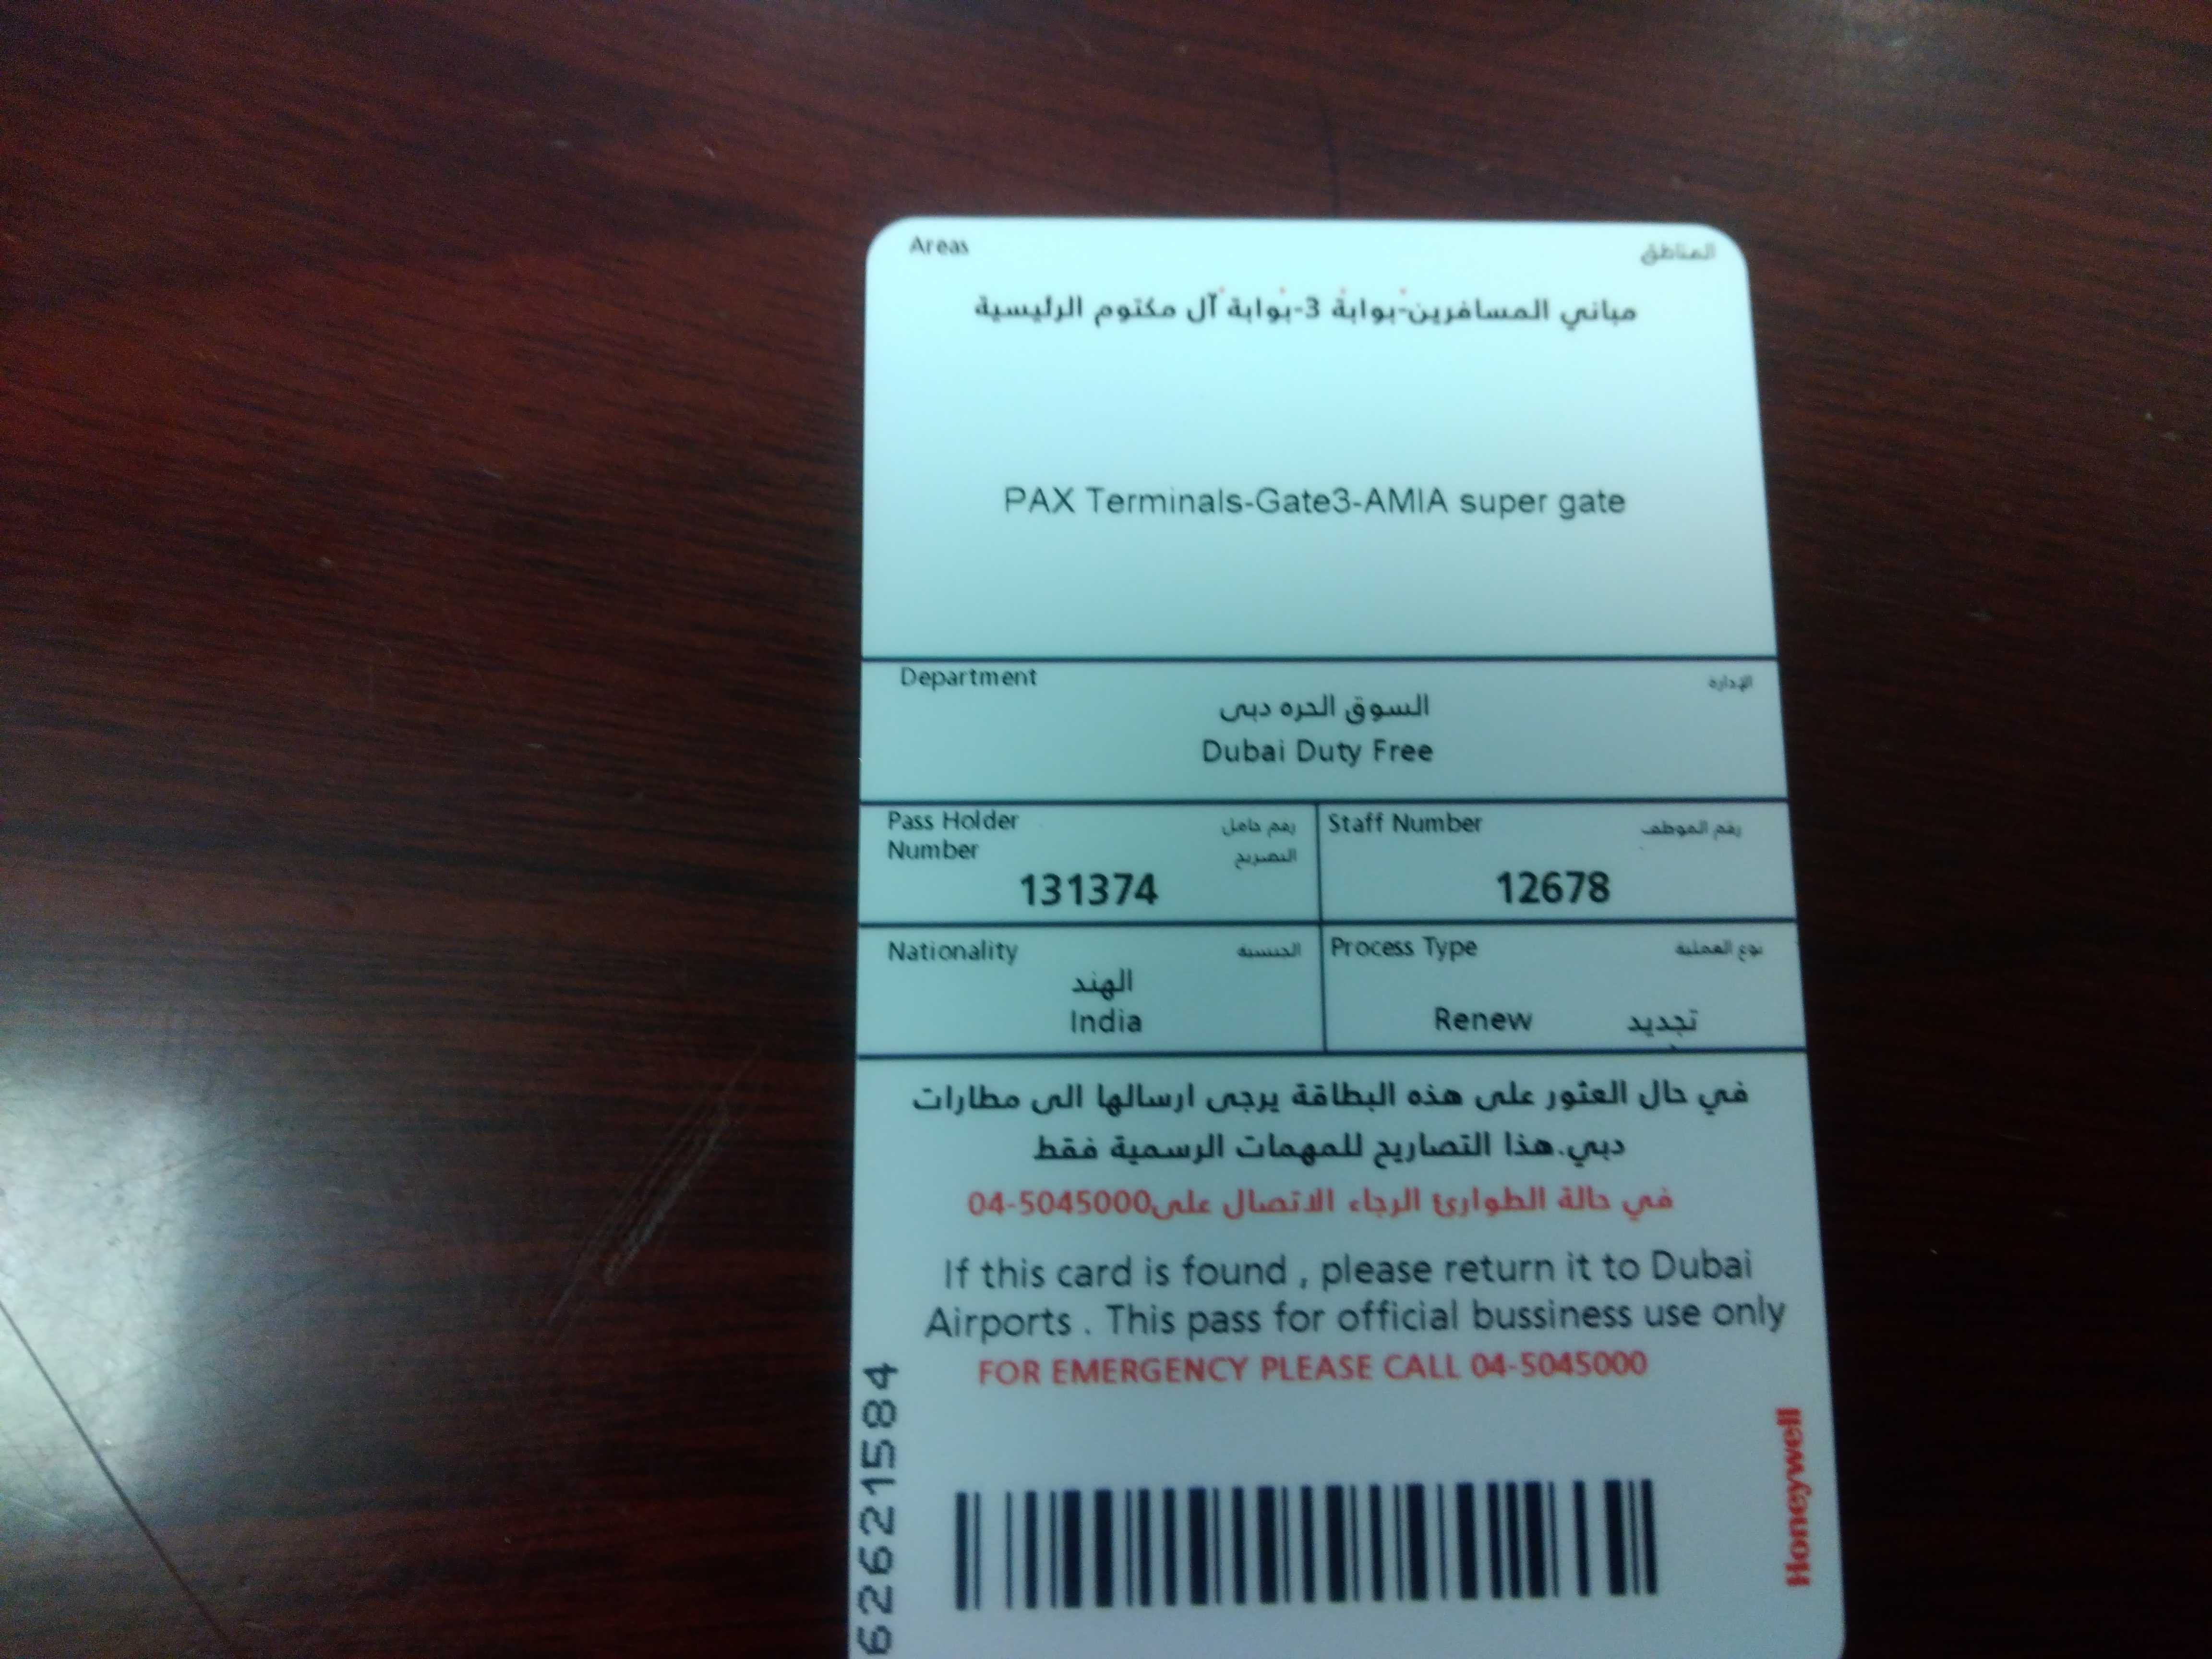 Areas المناطق
مباني المسافرين-بوابة 3-بوابة آل مكتوم الرئيسية
PAX Terminals-Gate3-AMIA super gate
Department الإدارة
السوق الحره دبى
Dubai Duty Free
Pass Holder Number رقم حامل التصريح
131374
Staff Number رقم الموظف
12678
Nationality الجنسية
الهند
India
Process Type نوع العملية
Renew تجديد
في حال العثور على هذه البطاقة يرجى ارسالها الى مطارات
دبي.هذا التصاريح للمهمات الرسمية فقط
في حالة الطوارئ الرجاء الاتصال على04-5045000
If this card is found , please return it to Dubai
Airports . This pass for official bussiness use only
FOR EMERGENCY PLEASE CALL 04-5045000
62621584
Honeywell